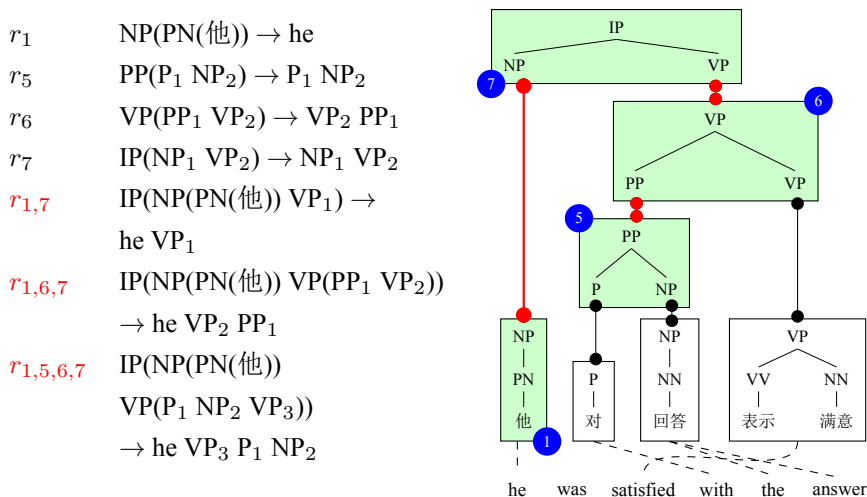 r1 NP(PN(他)) → he
r5 PP(P1 NP2) → P1 NP2
r6 VP(PP1 VP2) → VP2 PP1
r7 IP(NP1 VP2) → NP1 VP2
r1,7 IP(NP(PN(他)) VP1) →
he VP1
r1,6,7 IP(NP(PN(他)) VP(PP1 VP2))
→ he VP2 PP1
r1,5,6,7 IP(NP(PN(他))
VP(P1 NP2 VP3))
→ he VP3 P1 NP2
IP
NP VP
7
6
VP
PP VP
5
PP
P NP
NP P NP VP
PN NN VV NN
他 对 回答 表示 满意
1
he was satisfied with the answer